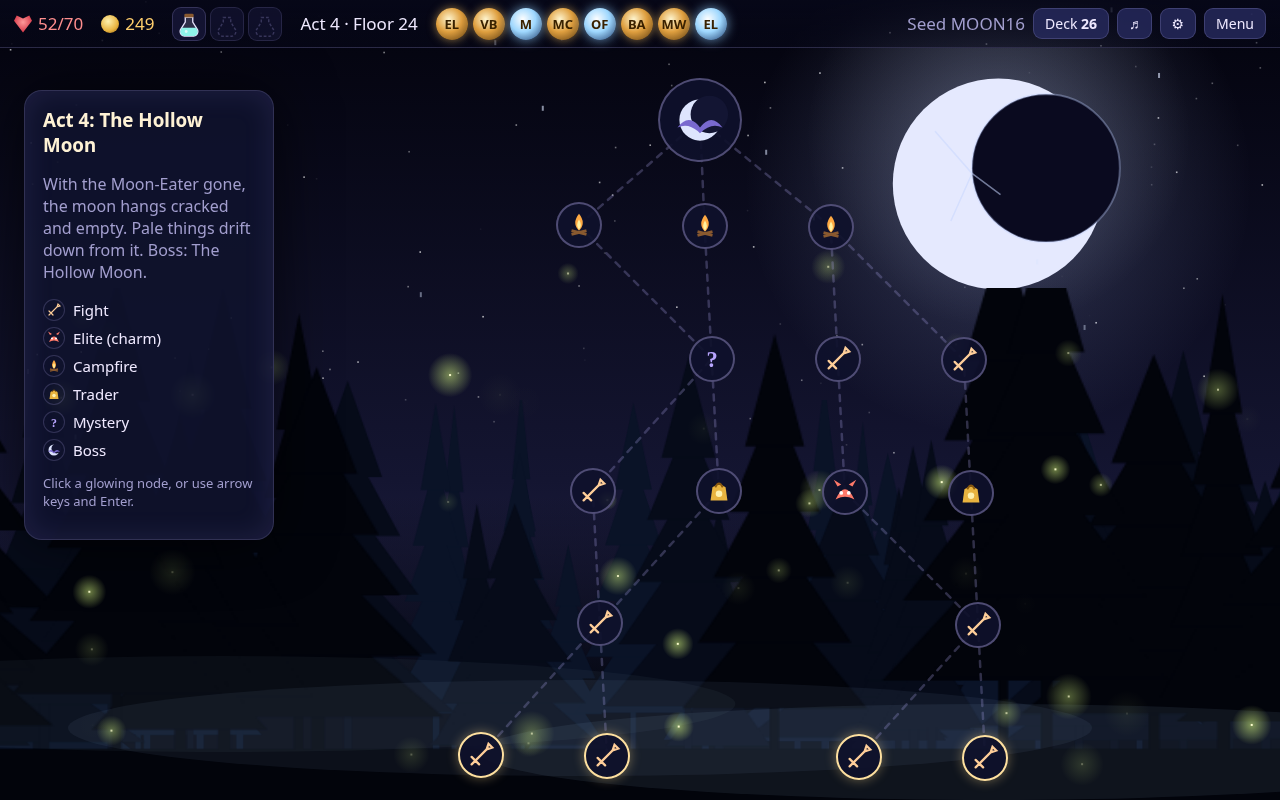 52/70
249
Act 4 · Floor 24
EL
VB
M
MC
OF
BA
MW
EL
Seed MOON16
Deck 26
Menu
Act 4: The Hollow
Moon
With the Moon-Eater gone,
the moon hangs cracked
and empty. Pale things drift
down from it. Boss: The
Hollow Moon.
Fight
Elite (charm)
Campfire
Trader
? Mystery
Boss
Click a glowing node, or use arrow
keys and Enter.
?